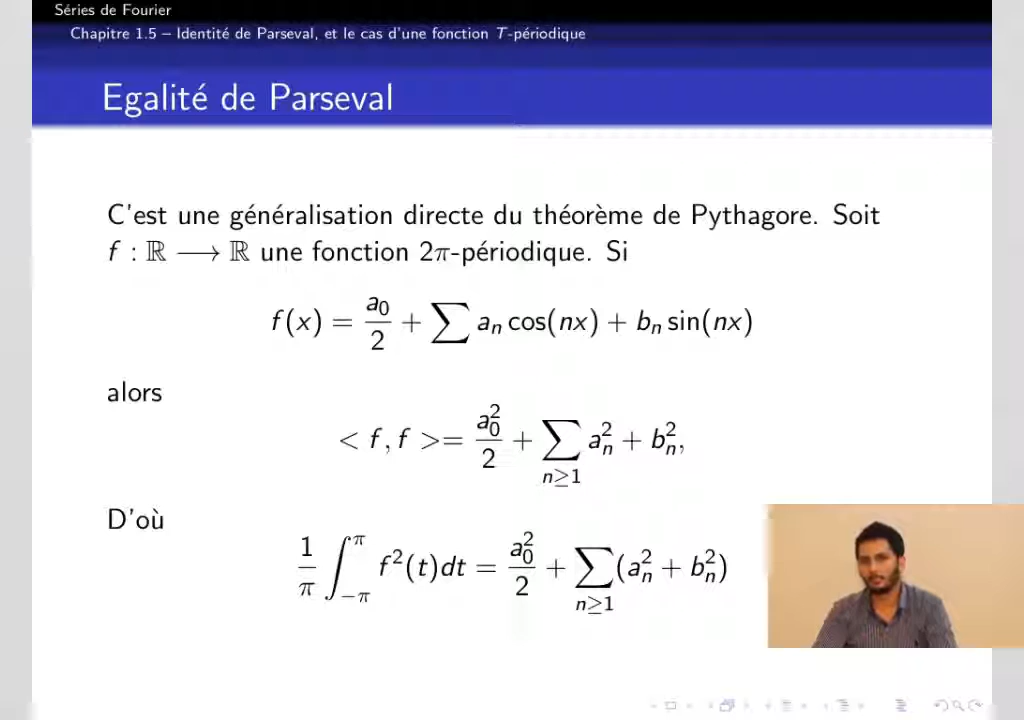 Séries de Fourier
Chapitre 1.5 – Identité de Parseval, et le cas d'une fonction T-périodique
Egalité de Parseval
C'est une généralisation directe du théorème de Pythagore. Soit
f : ℝ ⟶ ℝ une fonction 2π-périodique. Si
f(x) = a₀/2 + ∑ aₙ cos(nx) + bₙ sin(nx)
alors
< f, f >= a₀²/2 + ∑_{n≥1} aₙ² + bₙ²,
D'où
1/π ∫_{−π}^{π} f²(t)dt = a₀²/2 + ∑_{n≥1} (aₙ² + bₙ²)